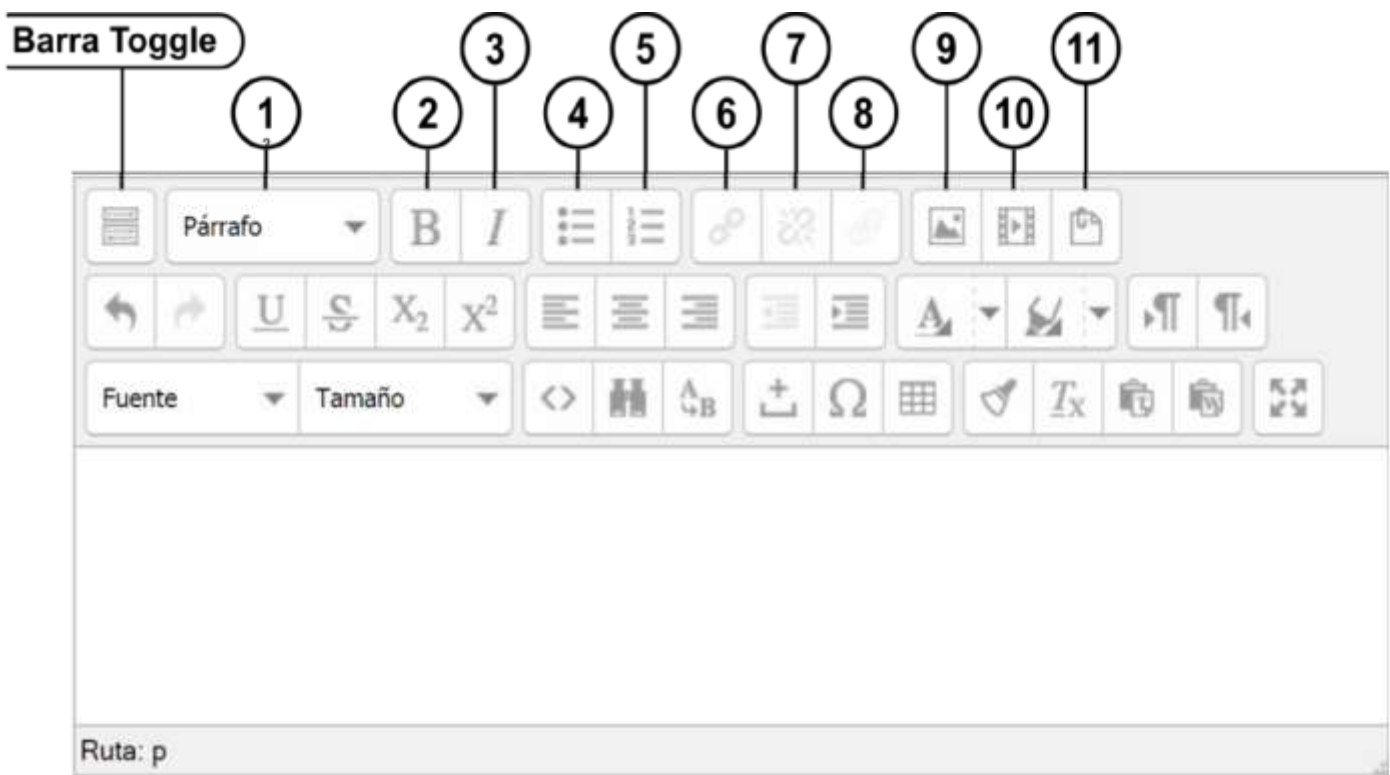 Barra Toggle
3 5 7 9 11
1 2 4 6 8 10
Párrafo B I
U S X2 X2 A
Fuente Tamaño A B Ω Tx
Ruta: p